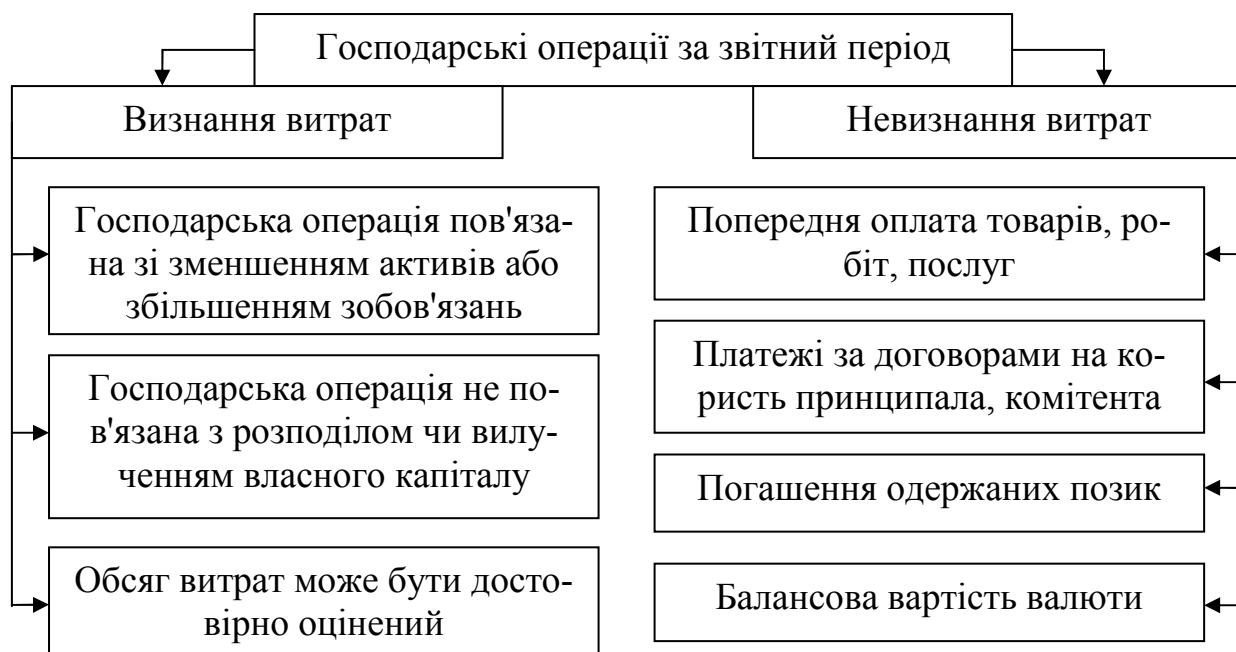 Господарські операції за звітний період
Визнання витрат
Невизнання витрат
Господарська операція пов'яза-
на зі зменшенням активів або
збільшенням зобов'язань
Господарська операція не по-
в'язана з розподілом чи вилу-
ченням власного капіталу
Обсяг витрат може бути досто-
вірно оцінений
Попередня оплата товарів, ро-
біт, послуг
Платежі за договорами на ко-
ристь принципала, комітента
Погашення одержаних позик
Балансова вартість валюти